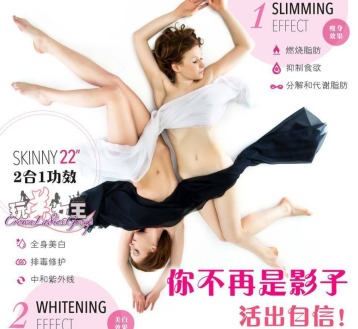 1 SLIMMING
EFFECT
瘦身
效果
燃烧脂肪
抑制食欲
分解和代谢脂肪
SKINNY 22"
2合1功效
全身美白
排毒修护
中和紫外线
2 WHITENING
EFFECT
美白
效果
你不再是影子
活出自信!